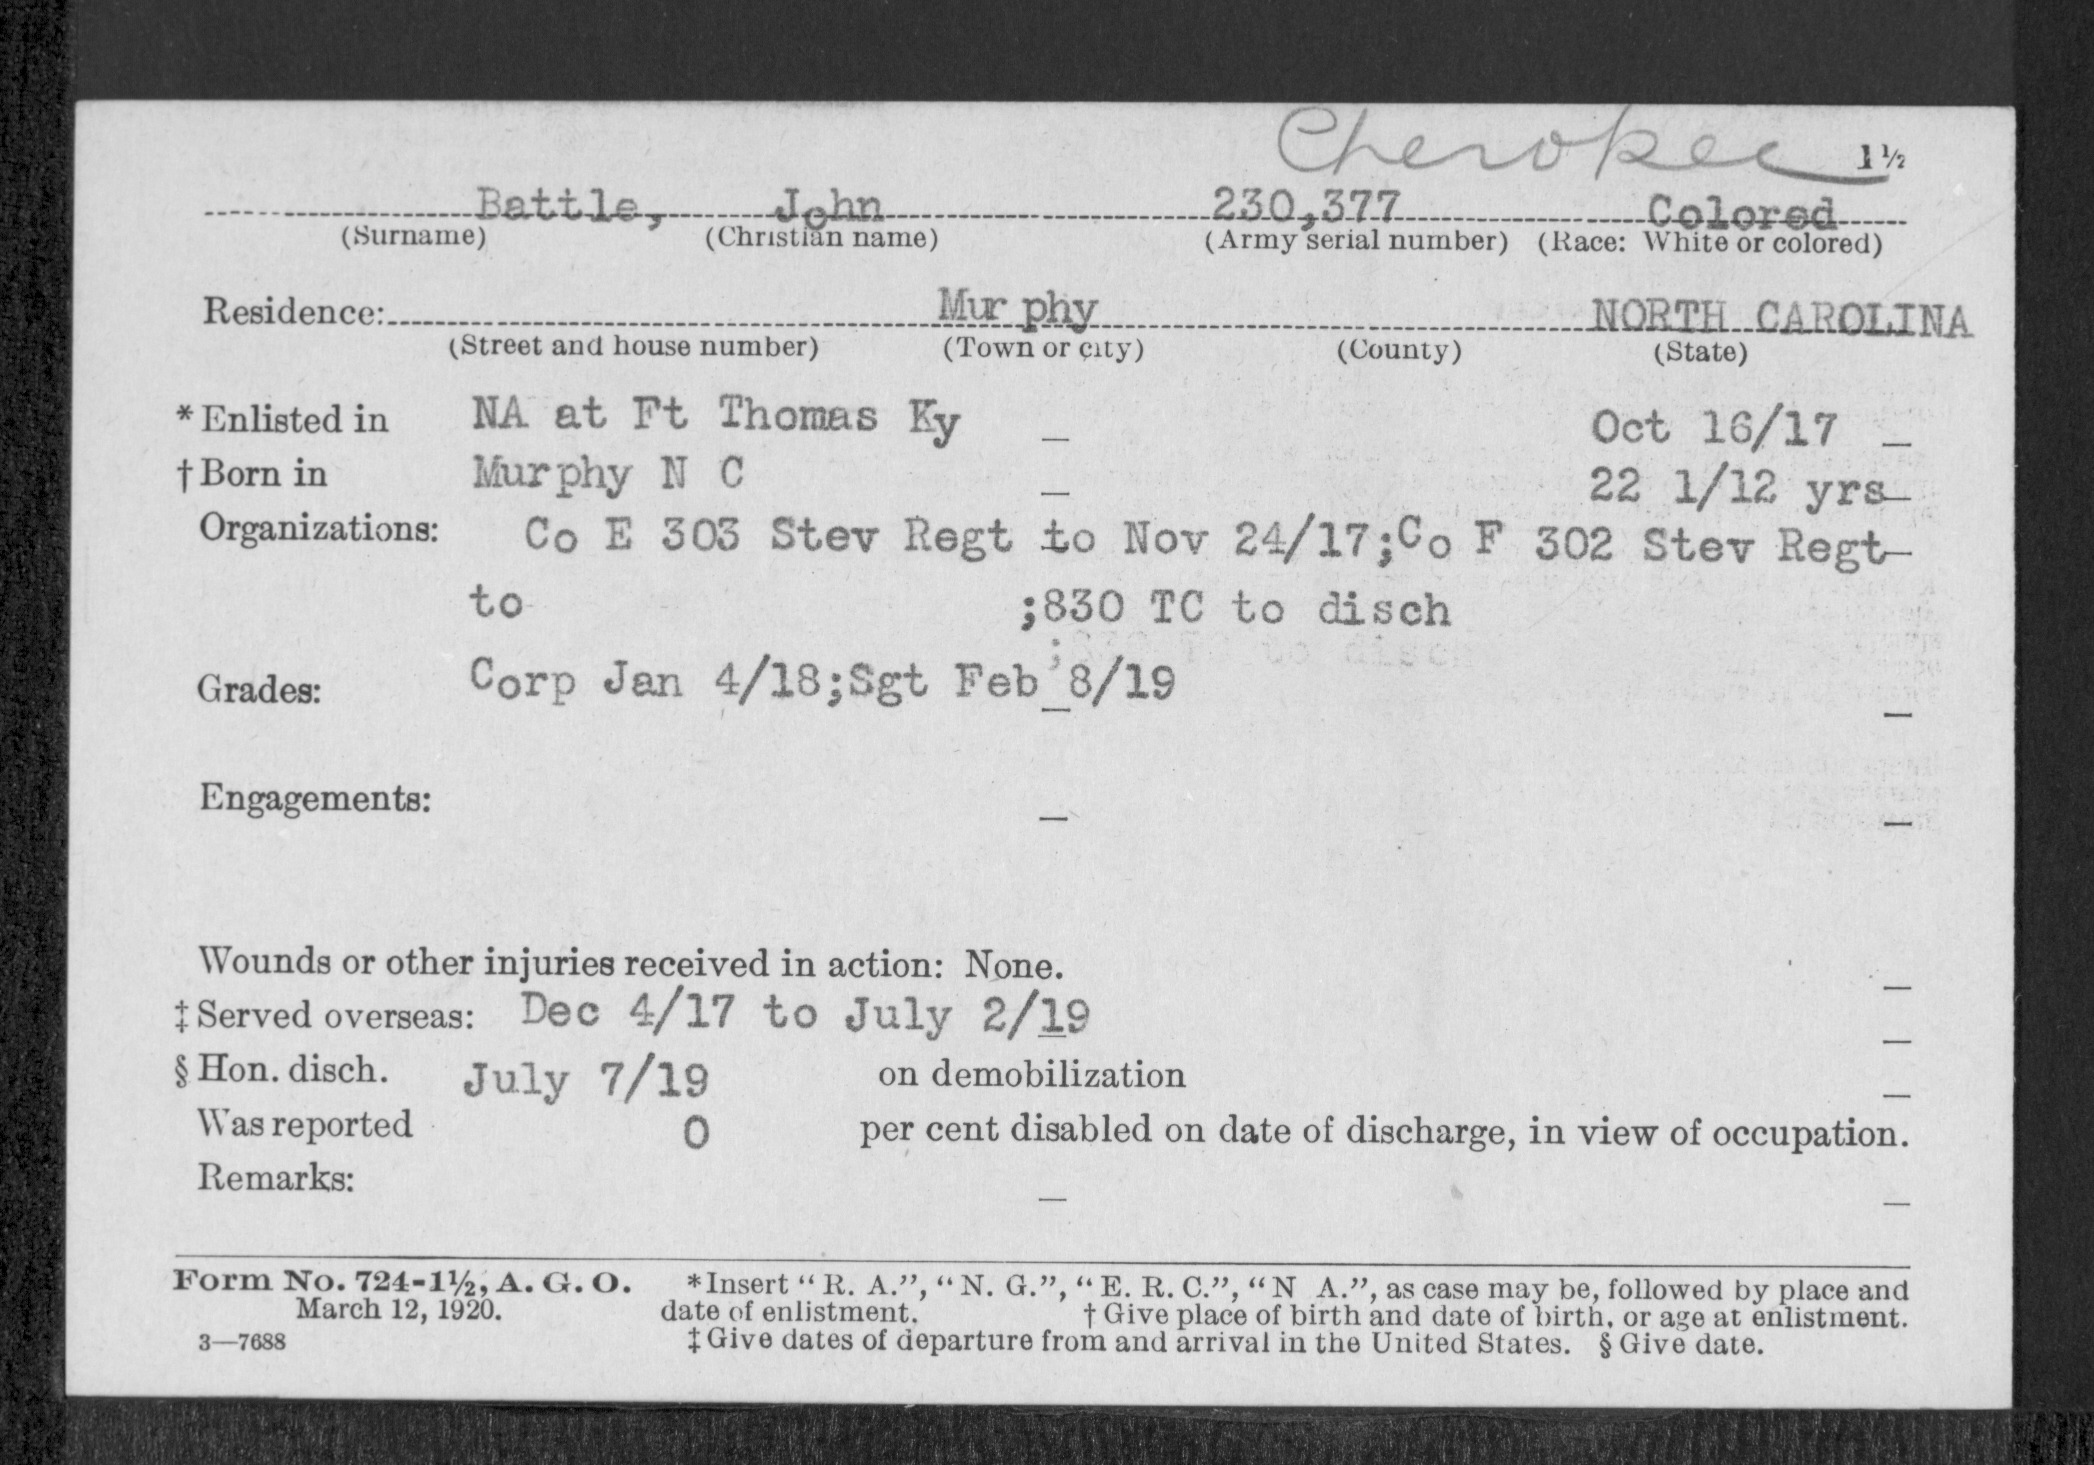 Cherokee
1½
Battle, John 230,377 Colored
(Surname) (Christian name) (Army serial number) (Race: White or colored)
Residence: Murphy NORTH CAROLINA
(Street and house number) (Town or city) (County) (State)
* Enlisted in NA at Ft Thomas Ky Oct 16/17
† Born in Murphy N C 22 1/12 yrs
Organizations: Co E 303 Stev Regt to Nov 24/17;Co F 302 Stev Regt
to ;830 TC to disch
Grades: Corp Jan 4/18;Sgt Feb 8/19
Engagements:
Wounds or other injuries received in action: None.
‡ Served overseas: Dec 4/17 to July 2/19
§ Hon. disch. July 7/19 on demobilization
Was reported 0 per cent disabled on date of discharge, in view of occupation.
Remarks:
Form No. 724-1½, A. G. O. *Insert "R. A.", "N. G.", "E. R. C.", "N A.", as case may be, followed by place and
March 12, 1920. date of enlistment. † Give place of birth and date of birth, or age at enlistment.
3—7688 ‡ Give dates of departure from and arrival in the United States. § Give date.